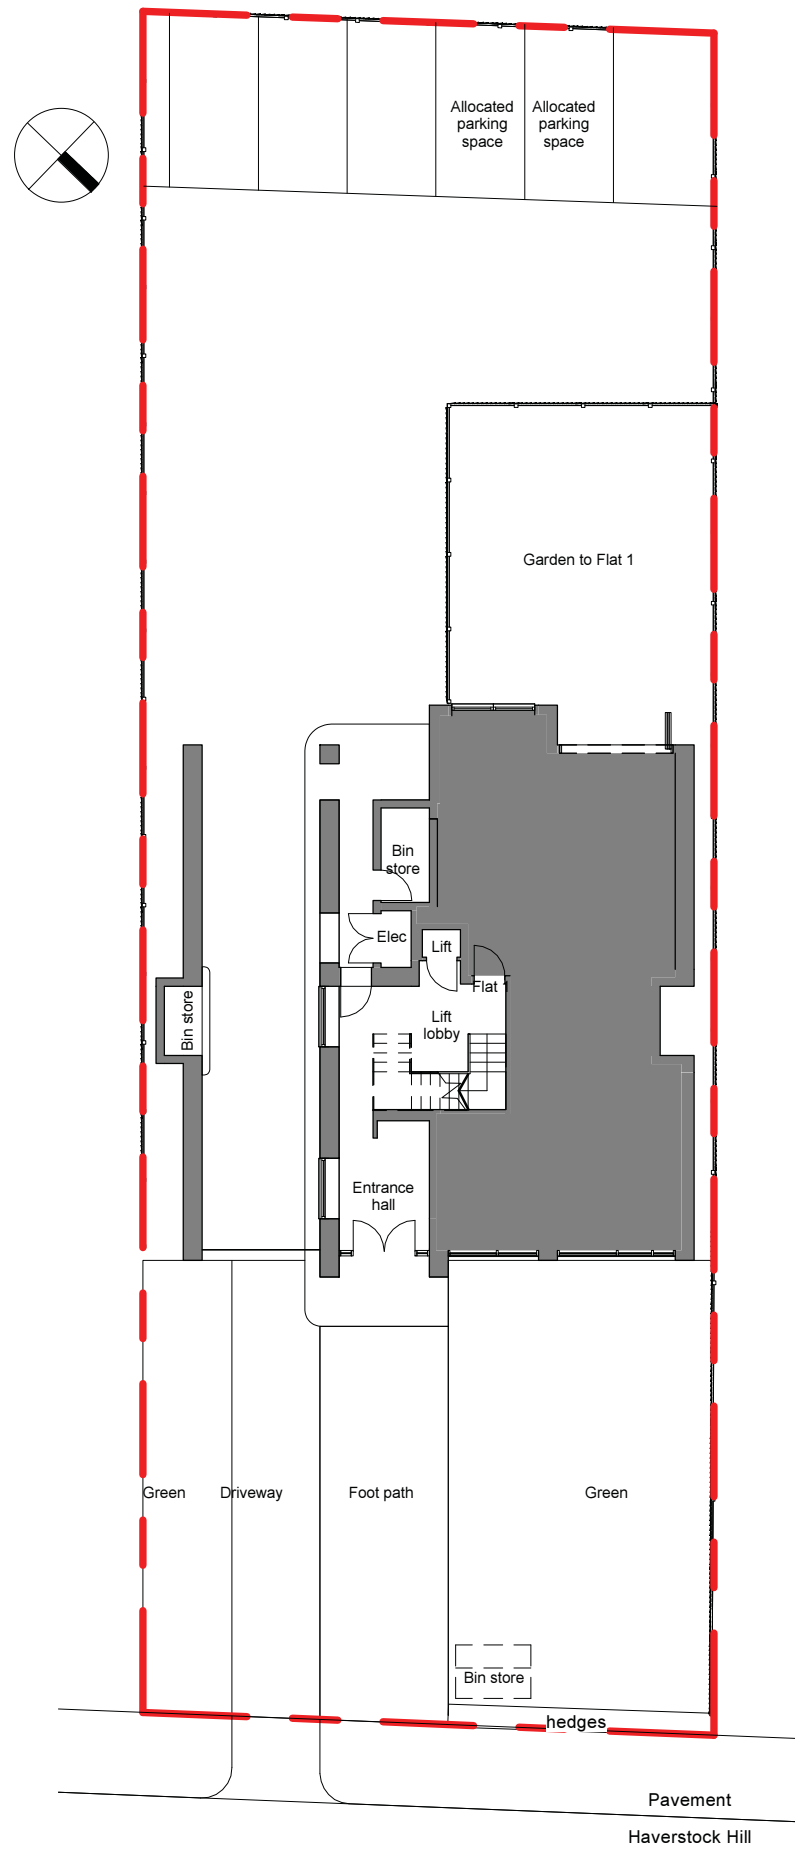 Allocated
parking
space
Allocated
parking
space
Garden to Flat 1
Bin
store
Elec
Lift
Flat 1
Bin store
Lift
lobby
Entrance
hall
Green
Driveway
Foot path
Green
Bin store
hedges
Pavement
Haverstock Hill